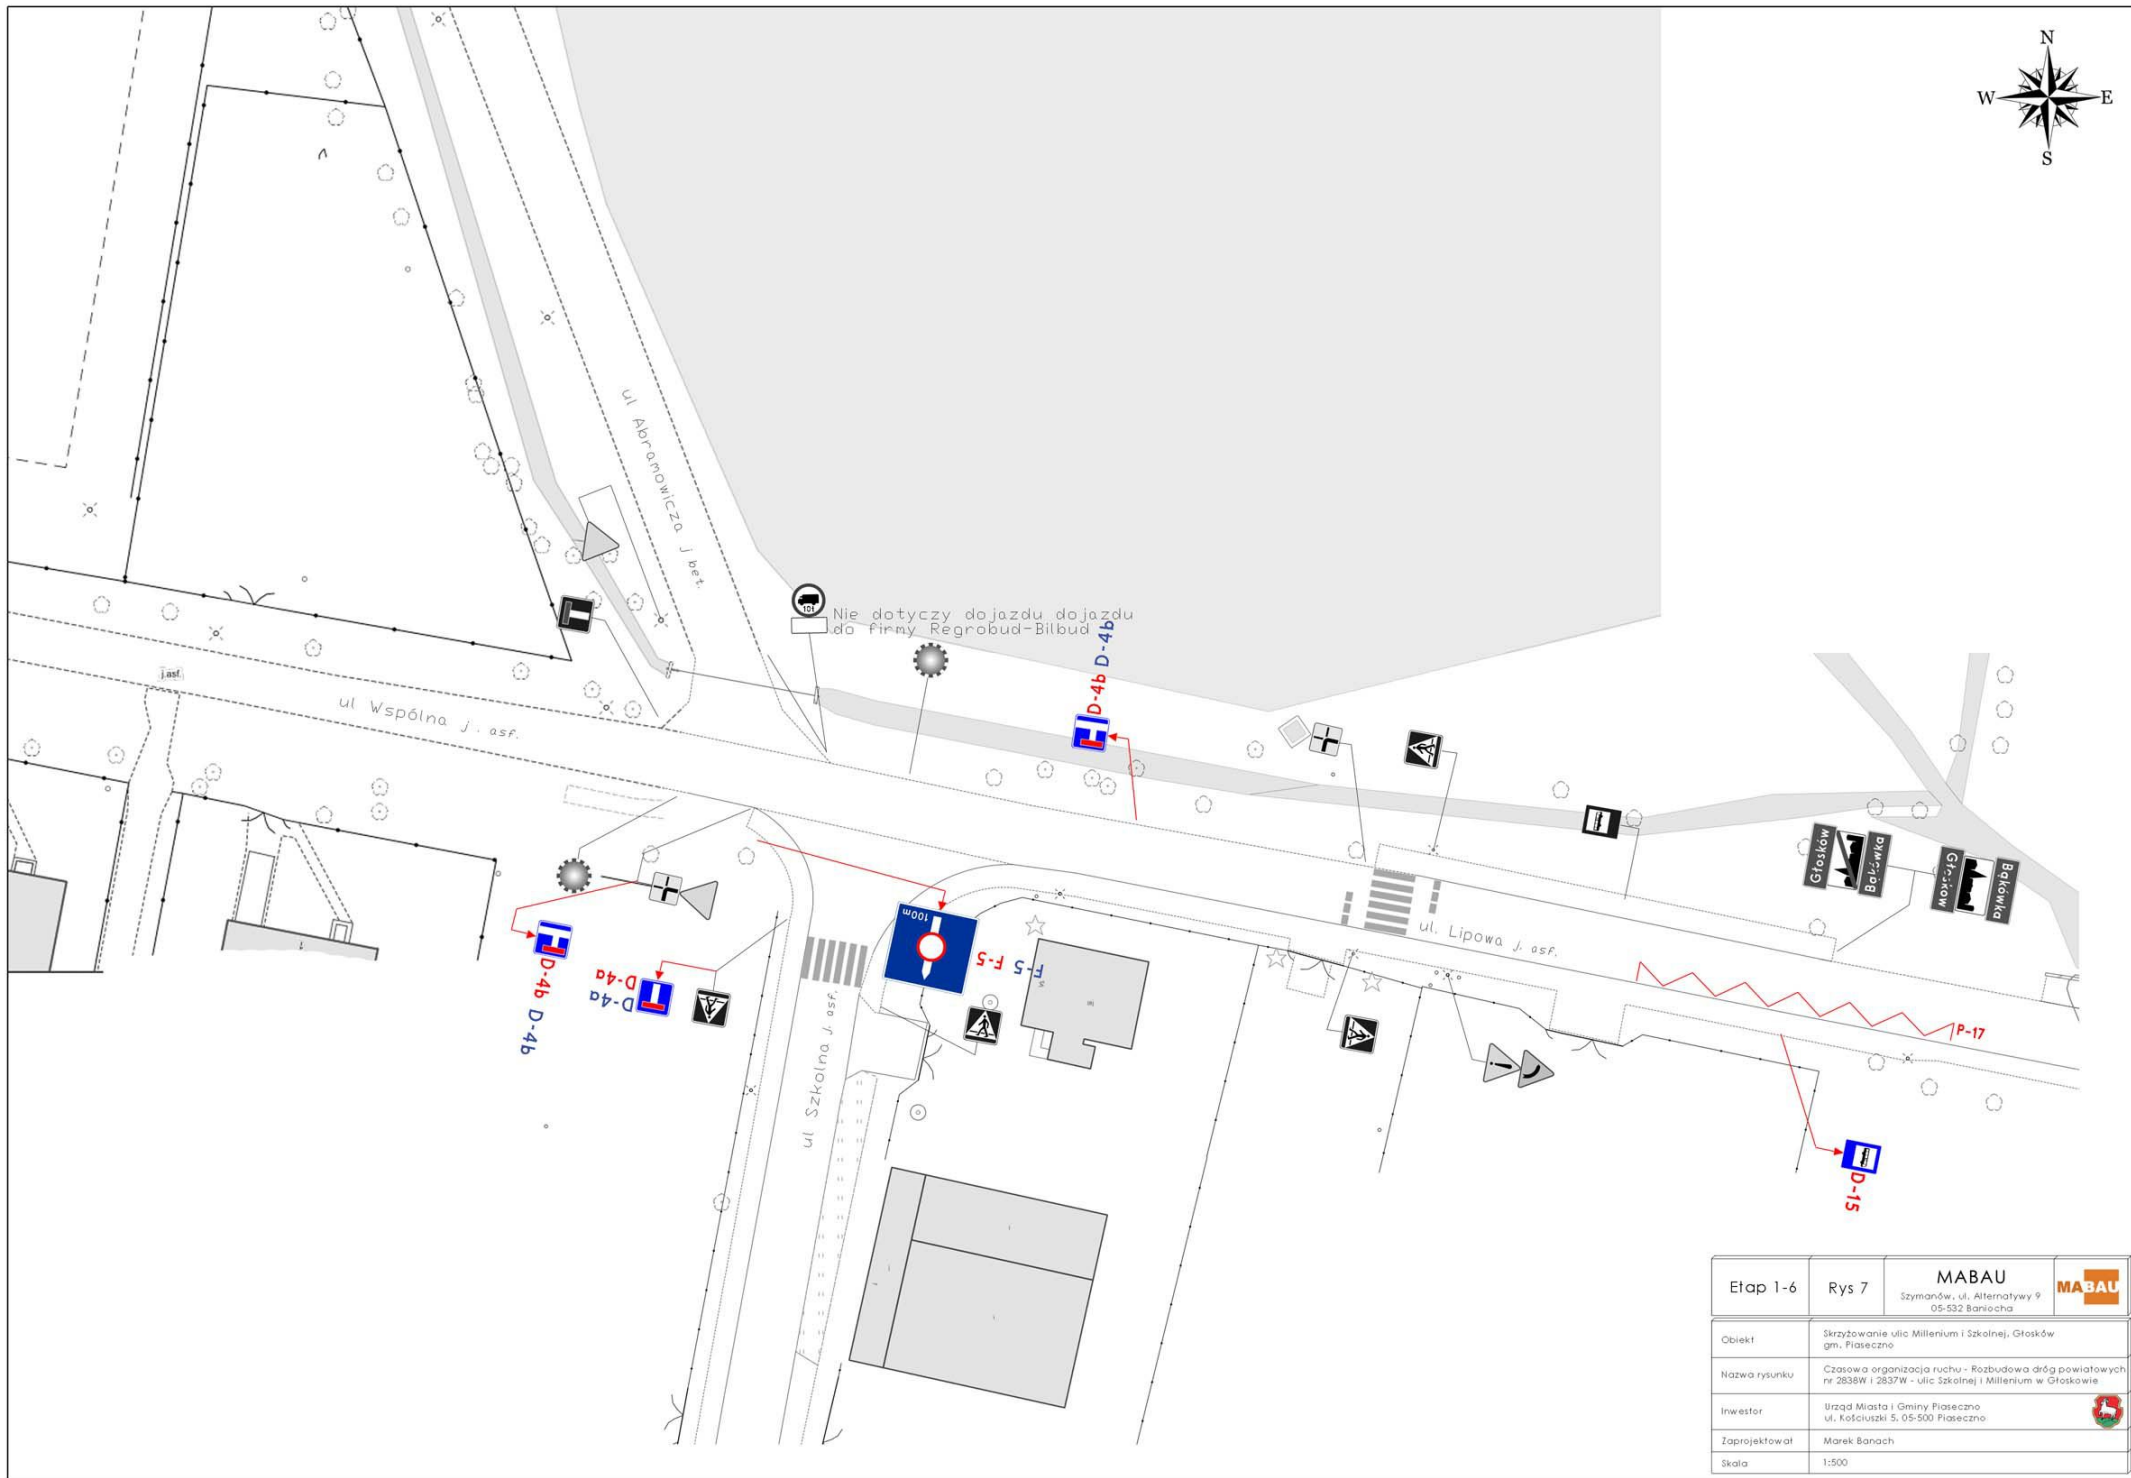 N
W
E
S
ul Abramowicza j bet.
10t
Nie dotyczy dojazdu dojazdu
do firmy Regrobud-Bilbud
D-4b D-4b
j.asf.
ul Wspólna j. asf.
Głosków
Bąkówka
Głosków
Bąkówka
100m
F-5 F-5
ul. Lipowa j. asf.
D-4b D-4b
D-4a
D-4a
ul Szkolna j. asf.
P-17
D-15
Etap 1-6
Rys 7
MABAU
Szymanów, ul. Alternatywy 9
05-532 Baniocha
MABAU
Obiekt
Skrzyżowanie ulic Millenium i Szkolnej, Głosków
gm. Piaseczno
Nazwa rysunku
Czasowa organizacja ruchu - Rozbudowa dróg powiatowych
nr 2838W i 2837W - ulic Szkolnej i Millenium w Głoskowie
Inwestor
Urząd Miasta i Gminy Piaseczno
ul. Kościuszki 5, 05-500 Piaseczno
Zaprojektował
Marek Banach
Skala
1:500